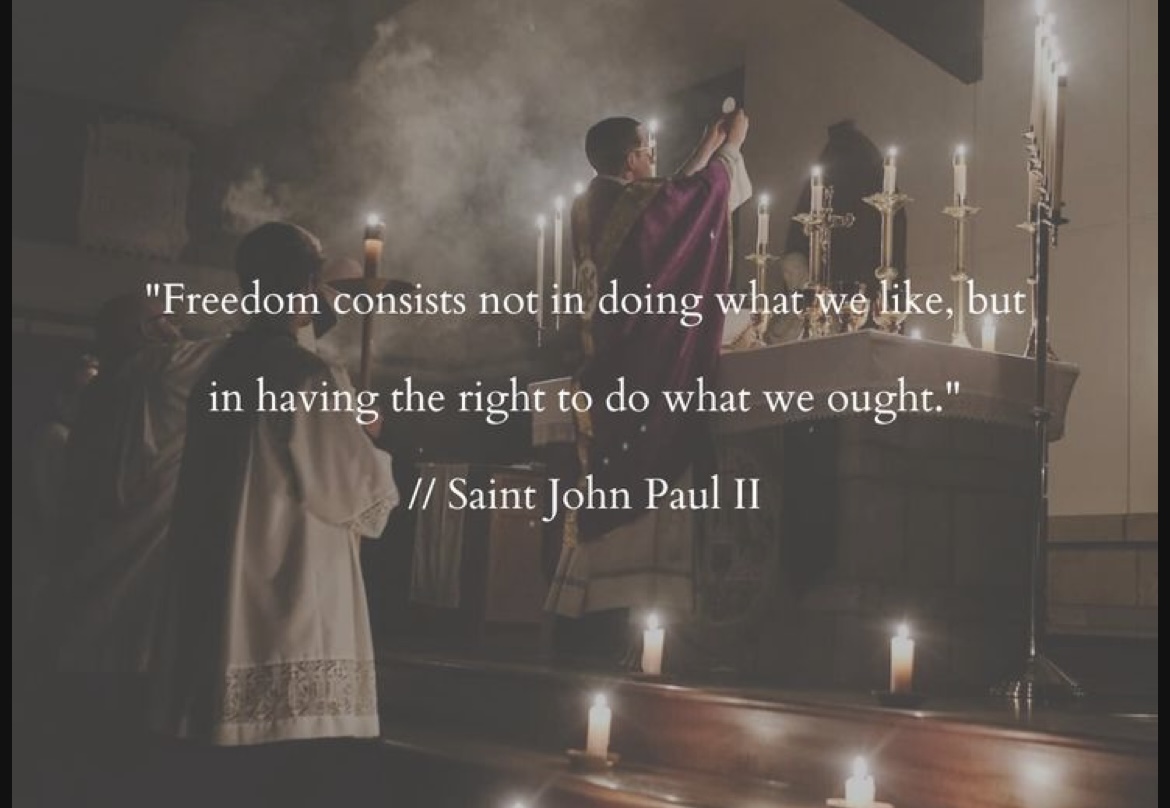 "Freedom consists not in doing what we like, but
in having the right to do what we ought."
// Saint John Paul II